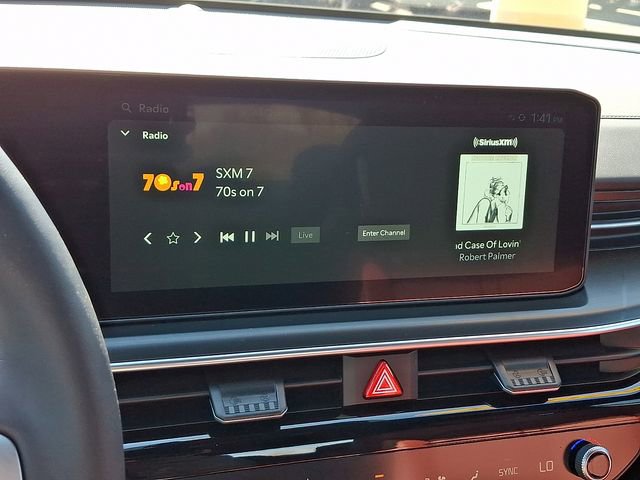 Radio
1:41 PM
Radio
((SiriusXM))
70s on 7
SXM 7
70s on 7
Live
Enter Channel
d Case Of Lovin'
Robert Palmer
SYNC
LO